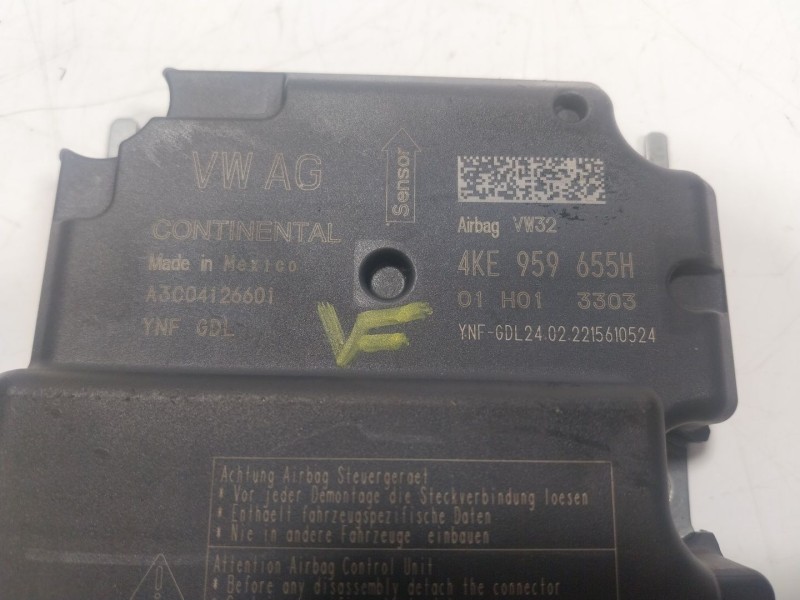 VW AG
Sensor
CONTINENTAL
Made in Mexico
A3C04126601
YNF GDL
Airbag VW32
4KE 959 655H
01 H01 3303
YNF-GDL24.02.2215610524
VF
Achtung Airbag Steuergeraet
• Vor jeder Demontage die Steckverbindung loesen
• Enthaelt fahrzeugspezifische Daten
• Nie in andere Fahrzeuge einbauen
Attention Airbag Control Unit
• Before any disassembly detach the connector